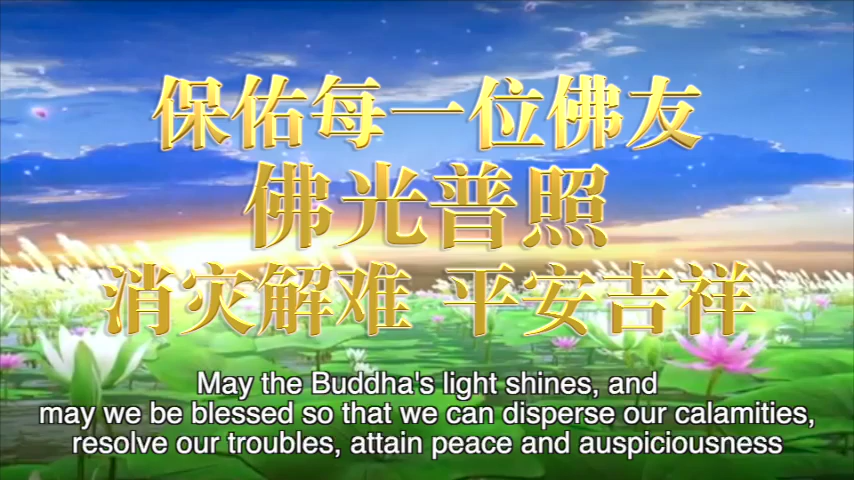 保佑每一位佛友
佛光普照
消灾解难 平安吉祥
May the Buddha's light shines, and
may we be blessed so that we can disperse our calamities,
resolve our troubles, attain peace and auspiciousness